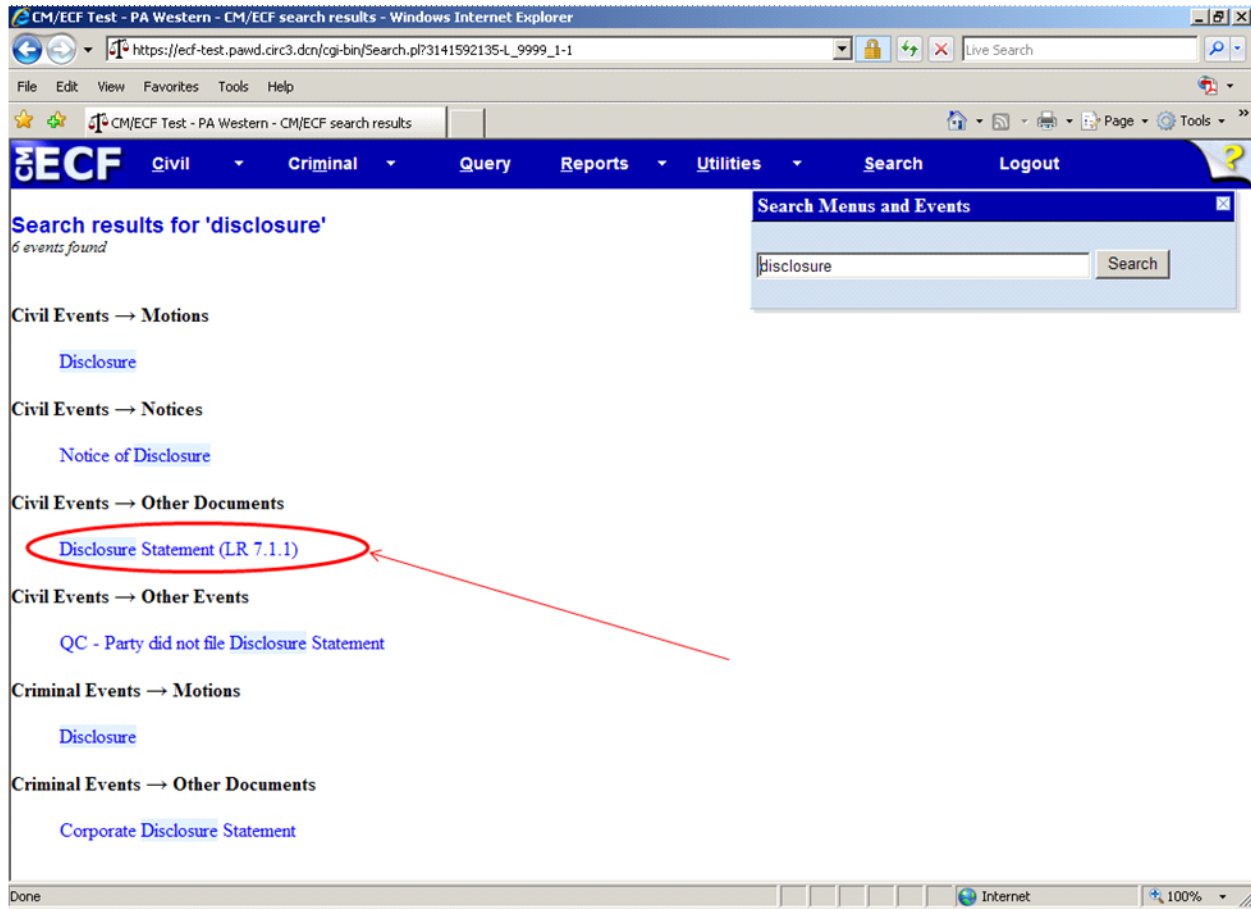 CM/ECF Test - PA Western - CM/ECF search results - Windows Internet Explorer
https://ecf-test.pawd.circ3.dcn/cgi-bin/Search.pl?3141592135-L_9999_1-1
Live Search
File Edit View Favorites Tools Help
CM/ECF Test - PA Western - CM/ECF search results
Page Tools »
CM ECF Civil Criminal Query Reports Utilities Search Logout ?
Search Menus and Events
Search results for 'disclosure'
6 events found
disclosure Search
Civil Events → Motions
Disclosure
Civil Events → Notices
Notice of Disclosure
Civil Events → Other Documents
Disclosure Statement (LR 7.1.1)
Civil Events → Other Events
QC - Party did not file Disclosure Statement
Criminal Events → Motions
Disclosure
Criminal Events → Other Documents
Corporate Disclosure Statement
Done Internet 100%